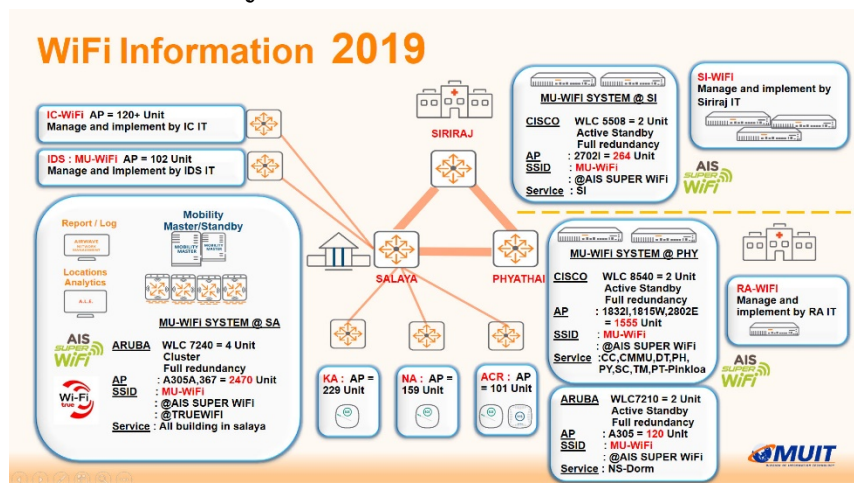 WiFi Information 2019
IC-WiFi AP = 120+ Unit
Manage and implement by IC IT
IDS : MU-WiFi AP = 102 Unit
Manage and Implement by IDS IT
Report / Log
AIRWAVE
NETWORK
MANAGEMENT
Locations
Analytics
A.L.E.
Mobility
Master/Standby
MOBILITY
MASTER
MOBILITY
MASTER
MU-WiFi SYSTEM @ SA
ARUBA WLC 7240 = 4 Unit
Cluster
Full redundancy
AP : A305A,367 = 2470 Unit
SSID : MU-WiFi
: @AIS SUPER WiFi
: @TRUEWIFI
Service : All building in salaya
AIS
SUPER
WiFi
Wi-Fi
true
SIRIRAJ
SALAYA
PHYATHAI
KA : AP =
229 Unit
NA : AP =
159 Unit
ACR : AP
= 101 Unit
MU-WiFi SYSTEM @ SI
CISCO WLC 5508 = 2 Unit
Active Standby
Full redundancy
AP : 2702I = 264 Unit
SSID : MU-WiFi
: @AIS SUPER WiFi
Service : SI
SI-WIFI
Manage and implement by
Siriraj IT
AIS
SUPER
WiFi
MU-WiFi SYSTEM @ PHY
CISCO WLC 8540 = 2 Unit
Active Standby
Full redundancy
AP : 1832I,1815W,2802E
= 1555 Unit
SSID : MU-WiFi
: @AIS SUPER WiFi
Service :CC,CMMU,DT,PH,
PY,SC,TM,PT-Pinkloa
RA-WIFI
Manage and
implement by RA IT
AIS
SUPER
WiFi
ARUBA WLC7210 = 2 Unit
Active Standby
Full redundancy
AP : A305 = 120 Unit
SSID : MU-WiFi
: @AIS SUPER WiFi
Service : NS-Dorm
MUIT